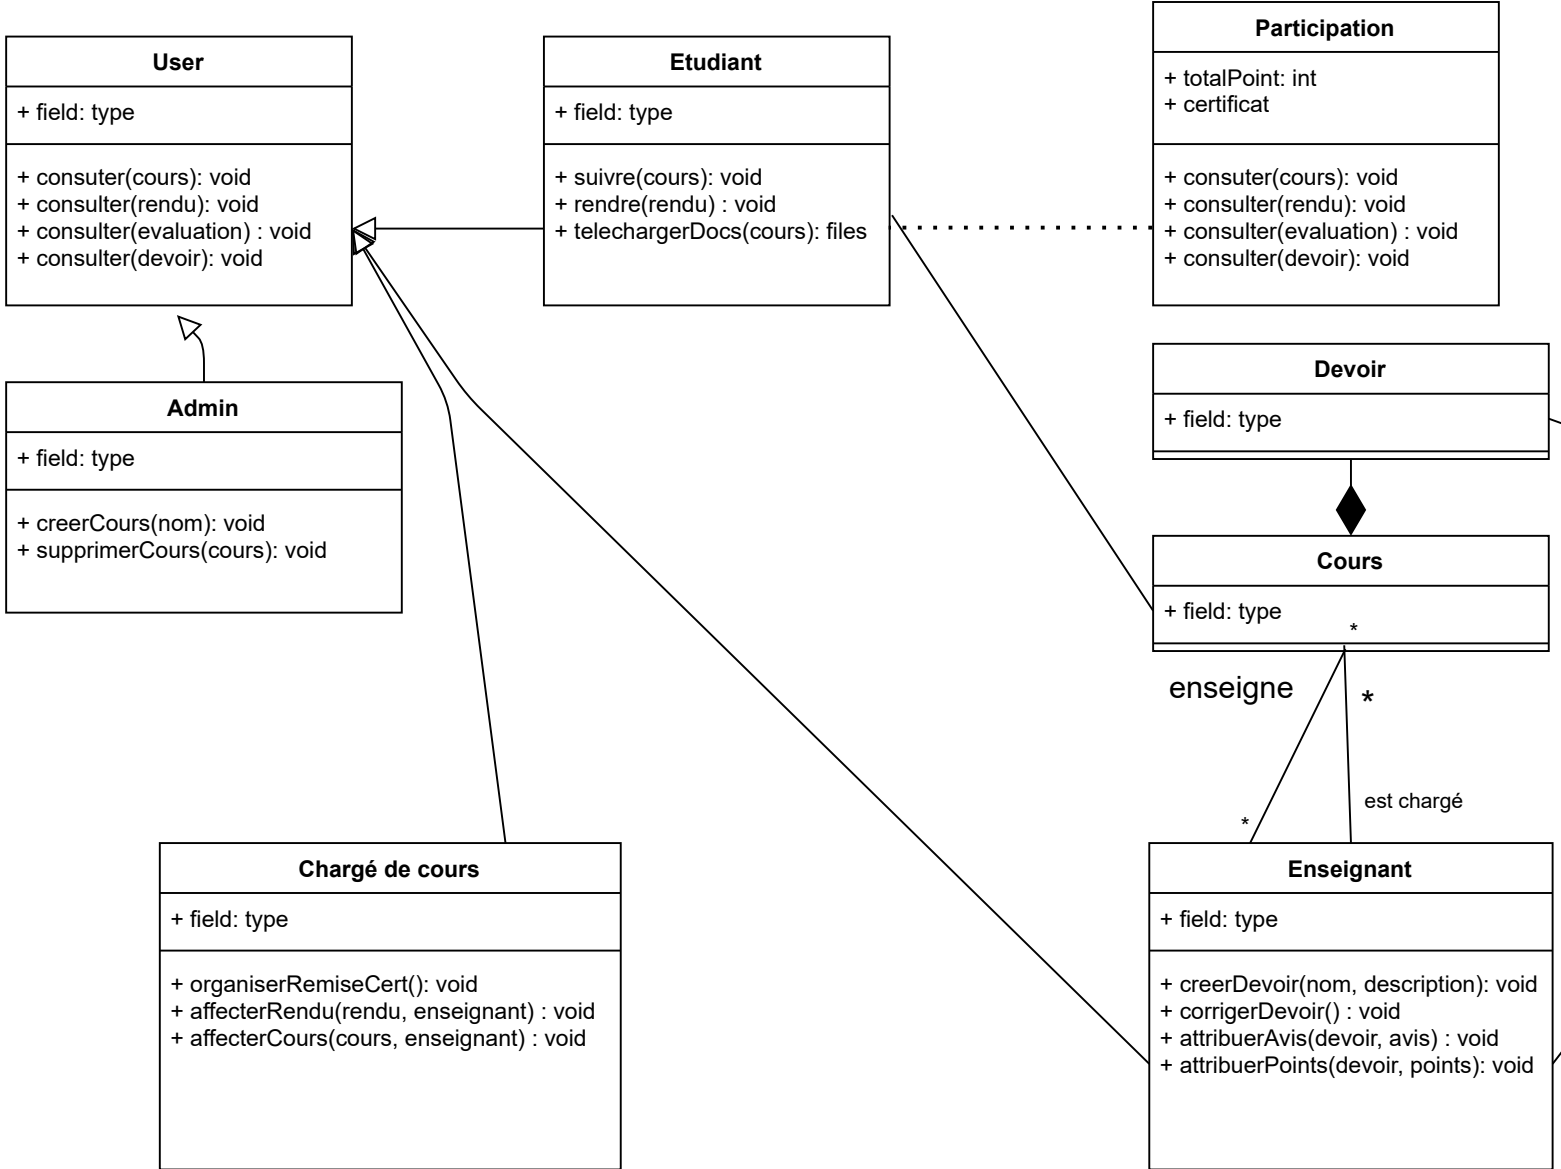 User
+ field: type
+ consuter(cours): void
+ consulter(rendu): void
+ consulter(evaluation) : void
+ consulter(devoir): void
Etudiant
+ field: type
+ suivre(cours): void
+ rendre(rendu) : void
+ telechargerDocs(cours): files
Participation
+ totalPoint: int
+ certificat
+ consuter(cours): void
+ consulter(rendu): void
+ consulter(evaluation) : void
+ consulter(devoir): void
Admin
+ field: type
+ creerCours(nom): void
+ supprimerCours(cours): void
Devoir
+ field: type
Cours
+ field: type
*
enseigne
*
est chargé
*
Chargé de cours
+ field: type
+ organiserRemiseCert(): void
+ affecterRendu(rendu, enseignant) : void
+ affecterCours(cours, enseignant) : void
Enseignant
+ field: type
+ creerDevoir(nom, description): void
+ corrigerDevoir() : void
+ attribuerAvis(devoir, avis) : void
+ attribuerPoints(devoir, points): void